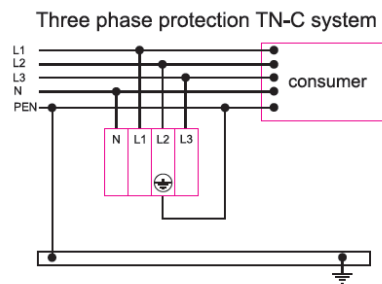 Three phase protection TN-C system
L1
L2
L3
N
PEN
consumer
N L1 L2 L3